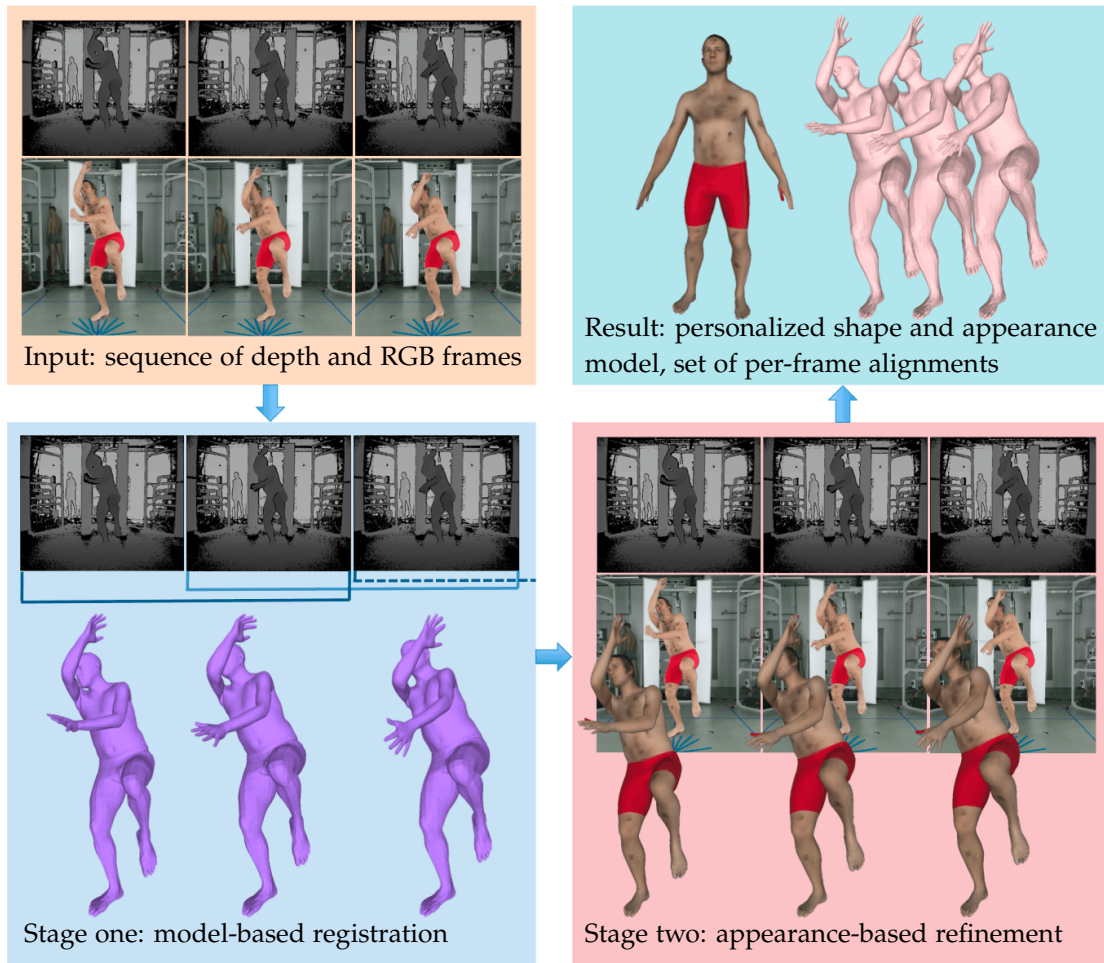 Input: sequence of depth and RGB frames
Result: personalized shape and appearance
model, set of per-frame alignments
Stage one: model-based registration
Stage two: appearance-based refinement